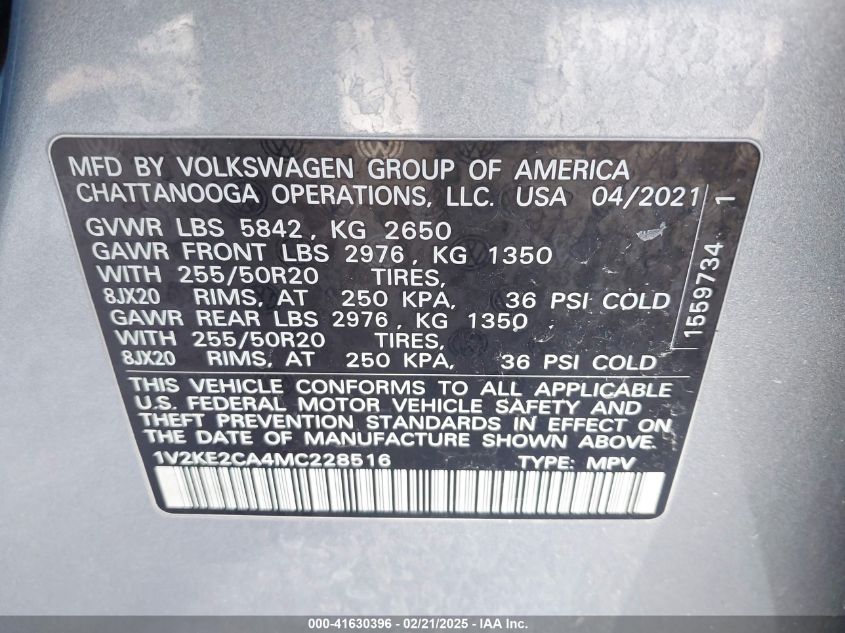 MFD BY VOLKSWAGEN GROUP OF AMERICA
CHATTANOOGA OPERATIONS, LLC. USA 04/2021
GVWR LBS 5842, KG 2650
GAWR FRONT LBS 2976, KG 1350
WITH 255/50R20 TIRES,
8JX20 RIMS, AT 250 KPA, 36 PSI COLD
GAWR REAR LBS 2976, KG 1350
WITH 255/50R20 TIRES,
8JX20 RIMS, AT 250 KPA, 36 PSI COLD
THIS VEHICLE CONFORMS TO ALL APPLICABLE
U.S. FEDERAL MOTOR VEHICLE SAFETY AND
THEFT PREVENTION STANDARDS IN EFFECT ON
THE DATE OF MANUFACTURE SHOWN ABOVE.
1V2KE2CA4MC228516 TYPE: MPV
1559734 1
000-41630396 - 02/21/2025 - IAA Inc.